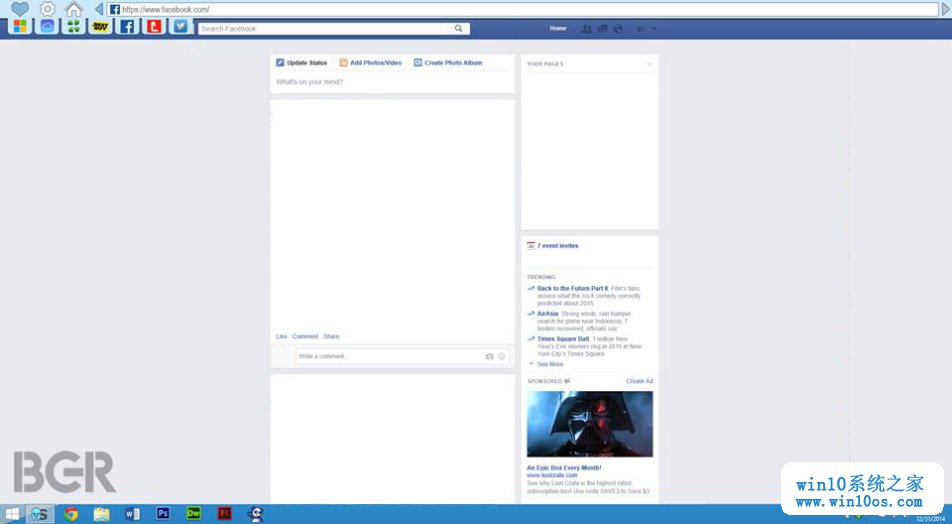 https://www.facebook.com/
Search Facebook
Home
Update Status
Add Photos/Video
Create Photo Album
What's on your mind?
YOUR PAGES
7 event invites
TRENDING
Back to the Future Part II Film's fans
assess what the sci-fi comedy correctly
predicted about 2015
AirAsia Strong winds, rain hamper
search for plane near Indonesia, 7
bodies recovered, officials say
Times Square Ball 1 million New
Year's Eve revelers ring in 2015 in New
York City's Times Square
See More
Like · Comment · Share
Write a comment...
SPONSORED
Create Ad
An Epic Box Every Month!
www.lootcrate.com
See why Loot Crate is the highest rated
subscription box! Use code SAVE3 to Save $3
BGR
win10系统之家
www.win10os.com
12/31/2014